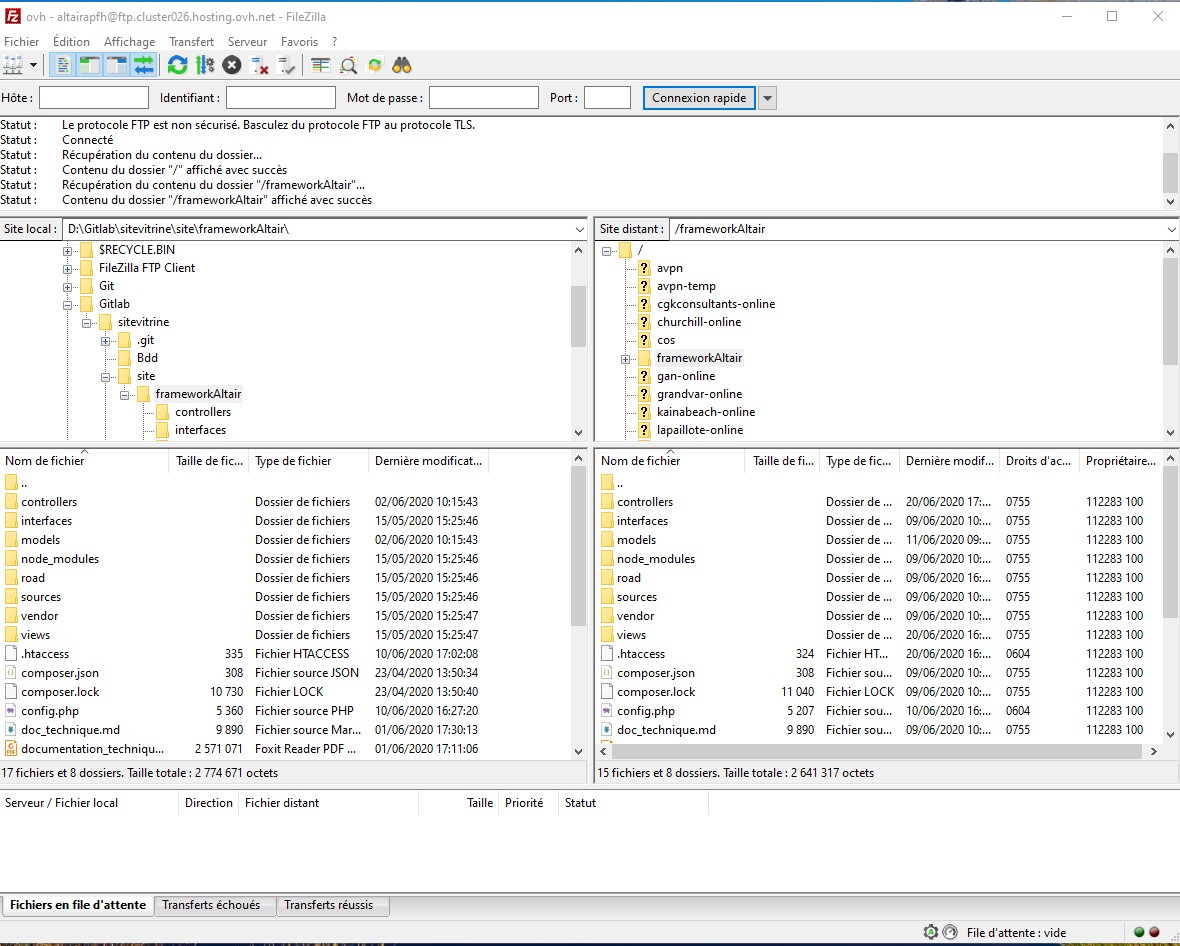 ovh - altairapfh@ftp.cluster026.hosting.ovh.net - FileZilla
Fichier Édition Affichage Transfert Serveur Favoris ?
Hôte : Identifiant : Mot de passe : Port : Connexion rapide
Statut : Le protocole FTP est non sécurisé. Basculez du protocole FTP au protocole TLS.
Statut : Connecté
Statut : Récupération du contenu du dossier...
Statut : Contenu du dossier "/" affiché avec succès
Statut : Récupération du contenu du dossier "/frameworkAltair"...
Statut : Contenu du dossier "/frameworkAltair" affiché avec succès
Site local : D:\Gitlab\sitevitrine\site\frameworkAltair\
$RECYCLE.BIN
FileZilla FTP Client
Git
Gitlab
sitevitrine
.git
Bdd
site
frameworkAltair
controllers
interfaces
Site distant : /frameworkAltair
/
avpn
avpn-temp
cgkconsultants-online
churchill-online
cos
frameworkAltair
gan-online
grandvar-online
kainabeach-online
lapaillote-online
Nom de fichier Taille de fic... Type de fichier Dernière modificat...
..
controllers Dossier de fichiers 02/06/2020 10:15:43
interfaces Dossier de fichiers 15/05/2020 15:25:46
models Dossier de fichiers 02/06/2020 10:15:43
node_modules Dossier de fichiers 15/05/2020 15:25:46
road Dossier de fichiers 15/05/2020 15:25:46
sources Dossier de fichiers 15/05/2020 15:25:46
vendor Dossier de fichiers 15/05/2020 15:25:47
views Dossier de fichiers 15/05/2020 15:25:47
.htaccess 335 Fichier HTACCESS 10/06/2020 17:02:08
composer.json 308 Fichier source JSON 23/04/2020 13:50:34
composer.lock 10 730 Fichier LOCK 23/04/2020 13:50:40
config.php 5 360 Fichier source PHP 10/06/2020 16:27:20
doc_technique.md 9 890 Fichier source Mar... 01/06/2020 17:30:13
documentation_techniqu... 2 571 071 Foxit Reader PDF ... 01/06/2020 17:11:06
17 fichiers et 8 dossiers. Taille totale : 2 774 671 octets
Nom de fichier Taille de fi... Type de fic... Dernière modif... Droits d'ac... Propriétaire...
..
controllers Dossier de ... 20/06/2020 17:... 0755 112283 100
interfaces Dossier de ... 09/06/2020 10:... 0755 112283 100
models Dossier de ... 11/06/2020 09:... 0755 112283 100
node_modules Dossier de ... 09/06/2020 10:... 0755 112283 100
road Dossier de ... 09/06/2020 16:... 0755 112283 100
sources Dossier de ... 09/06/2020 10:... 0755 112283 100
vendor Dossier de ... 09/06/2020 10:... 0755 112283 100
views Dossier de ... 20/06/2020 16:... 0755 112283 100
.htaccess 324 Fichier HT... 20/06/2020 16:... 0604 112283 100
composer.json 308 Fichier sou... 09/06/2020 10:... 0755 112283 100
composer.lock 11 040 Fichier LOCK 09/06/2020 10:... 0755 112283 100
config.php 5 207 Fichier sou... 10/06/2020 16:... 0604 112283 100
doc_technique.md 9 890 Fichier sou... 09/06/2020 10:... 0755 112283 100
15 fichiers et 8 dossiers. Taille totale : 2 641 317 octets
Serveur / Fichier local Direction Fichier distant Taille Priorité Statut
Fichiers en file d'attente Transferts échoués Transferts réussis
File d'attente : vide